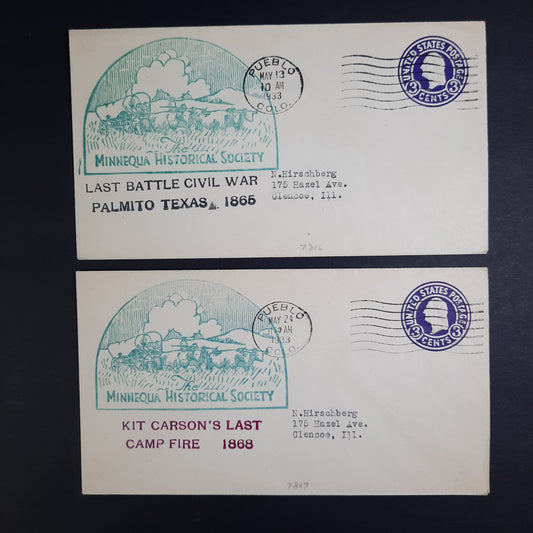 PUEBLO
MAY 13
10 AM
1933
COLO.
UNITED STATES POSTAGE
3 CENTS 3
The
MINNEQUA HISTORICAL SOCIETY
LAST BATTLE CIVIL WAR
PALMITO TEXAS 1865
N.Hirschberg
175 Hazel Ave.
Glencoe, Ill.
PUEBLO
MAY 24
AM
1933
COLO.
UNITED STATES POSTAGE
3 CENTS 3
The
MINNEQUA HISTORICAL SOCIETY
KIT CARSON'S LAST
CAMP FIRE 1868
N.Hirschberg
175 Hazel Ave.
Glencoe, Ill.